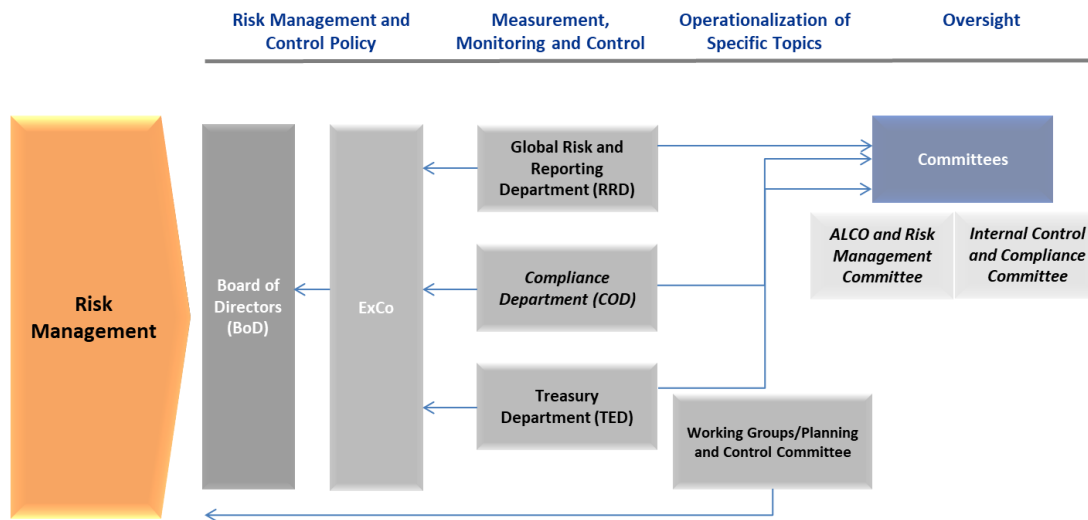 Risk Management and
Control Policy
Measurement,
Monitoring and Control
Operationalization of
Specific Topics
Oversight
Risk
Management
Board of
Directors
(BoD)
ExCo
Global Risk and
Reporting
Department (RRD)
Compliance
Department (COD)
Treasury
Department (TED)
Working Groups/Planning
and Control Committee
Committees
ALCO and Risk
Management
Committee
Internal Control
and Compliance
Committee